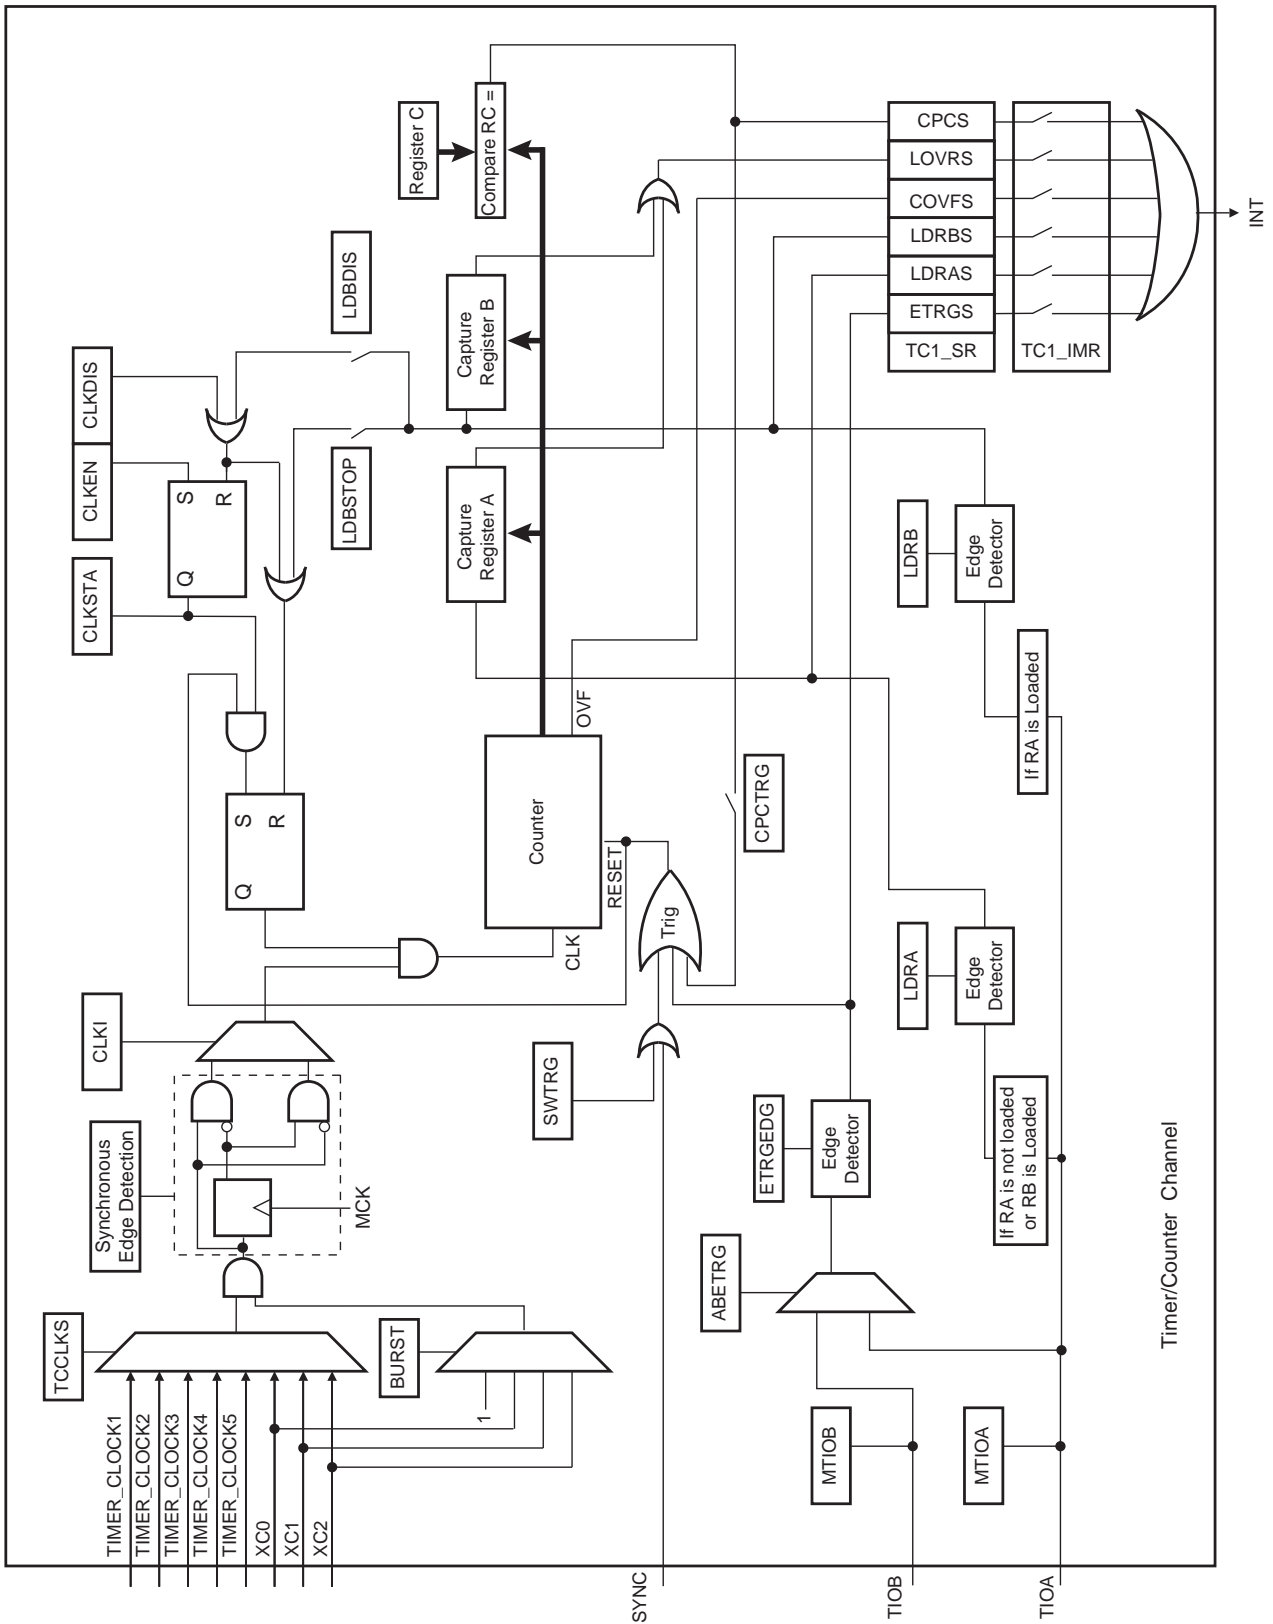 TIMER_CLOCK1
TIMER_CLOCK2
TIMER_CLOCK3
TIMER_CLOCK4
TIMER_CLOCK5
XC0
XC1
XC2
TCCLKS
Synchronous
Edge Detection
CLKI
CLKSTA
CLKEN
CLKDIS
BURST
1
MCK
Q
S
R
Q
S
R
LDBSTOP
LDBDIS
Register C
Capture
Register A
Capture
Register B
Compare RC =
SYNC
SWTRG
CLK
Counter
RESET
OVF
Trig
CPCTRG
TIOB
MTIOB
ABETRG
ETRGEDG
Edge
Detector
TIOA
MTIOA
If RA is not loaded
or RB is Loaded
LDRA
Edge
Detector
If RA is Loaded
LDRB
Edge
Detector
CPCS
LOVRS
COVFS
LDRBS
LDRAS
ETRGS
TC1_SR
TC1_IMR
Timer/Counter Channel
INT